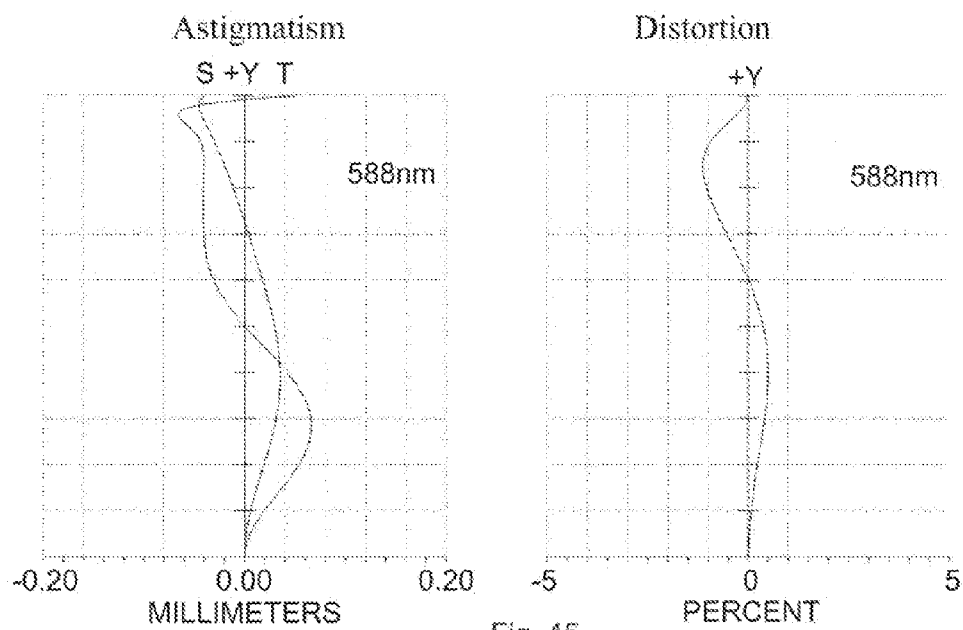 Astigmatism
S +Y T
588nm
-0.20 0.00 0.20
MILLIMETERS
Distortion
+Y
588nm
-5 0 5
PERCENT